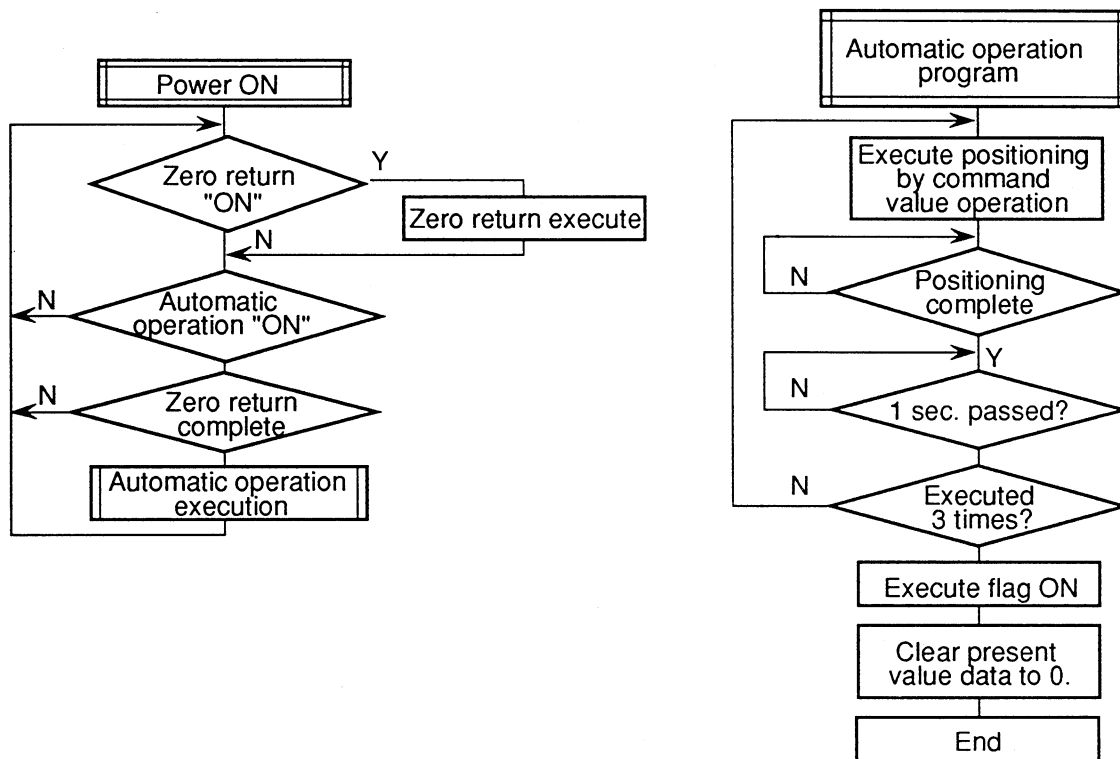 Power ON
Zero return
"ON"
Y
Zero return execute
N
Automatic
operation "ON"
N
Zero return
complete
N
Automatic operation
execution
Automatic operation
program
Execute positioning
by command
value operation
Positioning
complete
N
Y
1 sec. passed?
N
Executed
3 times?
N
Execute flag ON
Clear present
value data to 0.
End